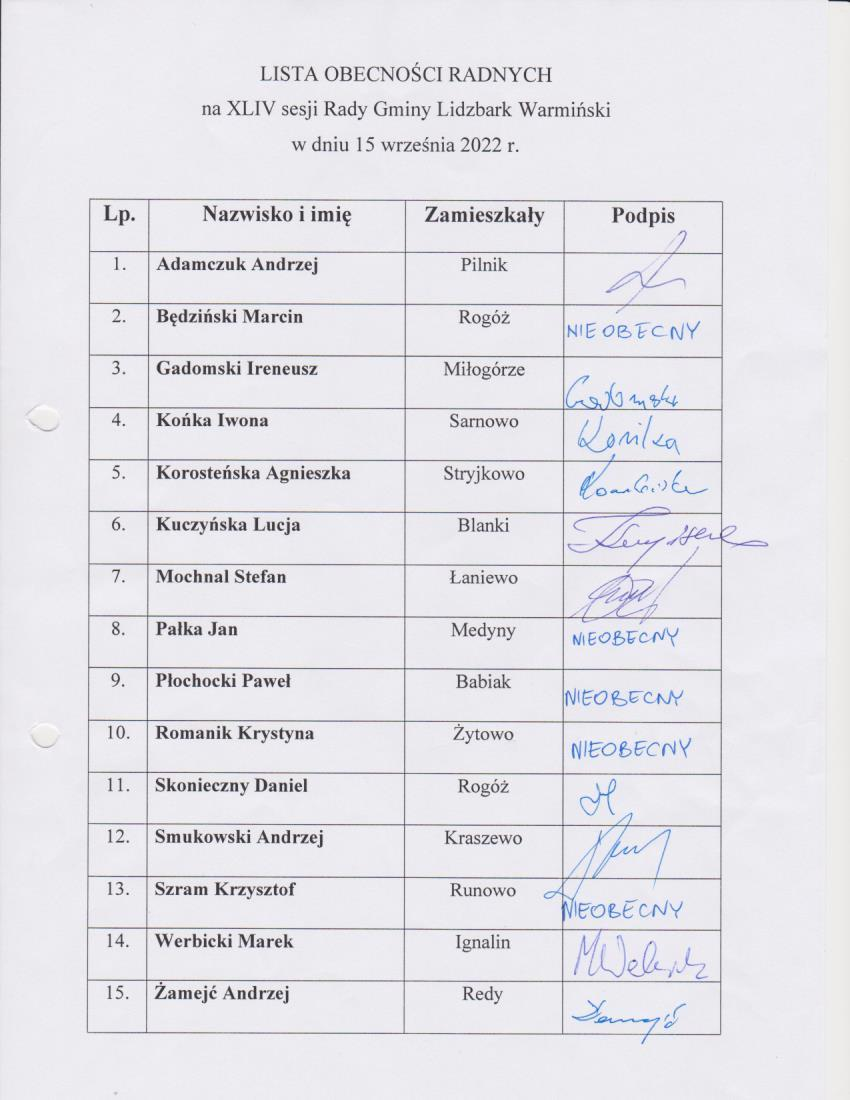 LISTA OBECNOŚCI RADNYCH
na XLIV sesji Rady Gminy Lidzbark Warmiński
w dniu 15 września 2022 r.
Lp. Nazwisko i imię Zamieszkały Podpis
1. Adamczuk Andrzej Pilnik
2. Będziński Marcin Rogóż NIEOBECNY
3. Gadomski Ireneusz Miłogórze
4. Końka Iwona Sarnowo
5. Korosteńska Agnieszka Stryjkowo
6. Kuczyńska Lucja Blanki
7. Mochnal Stefan Łaniewo
8. Pałka Jan Medyny NIEOBECNY
9. Płochocki Paweł Babiak NIEOBECNY
10. Romanik Krystyna Żytowo NIEOBECNY
11. Skonieczny Daniel Rogóż
12. Smukowski Andrzej Kraszewo
13. Szram Krzysztof Runowo NIEOBECNY
14. Werbicki Marek Ignalin
15. Żamejć Andrzej Redy